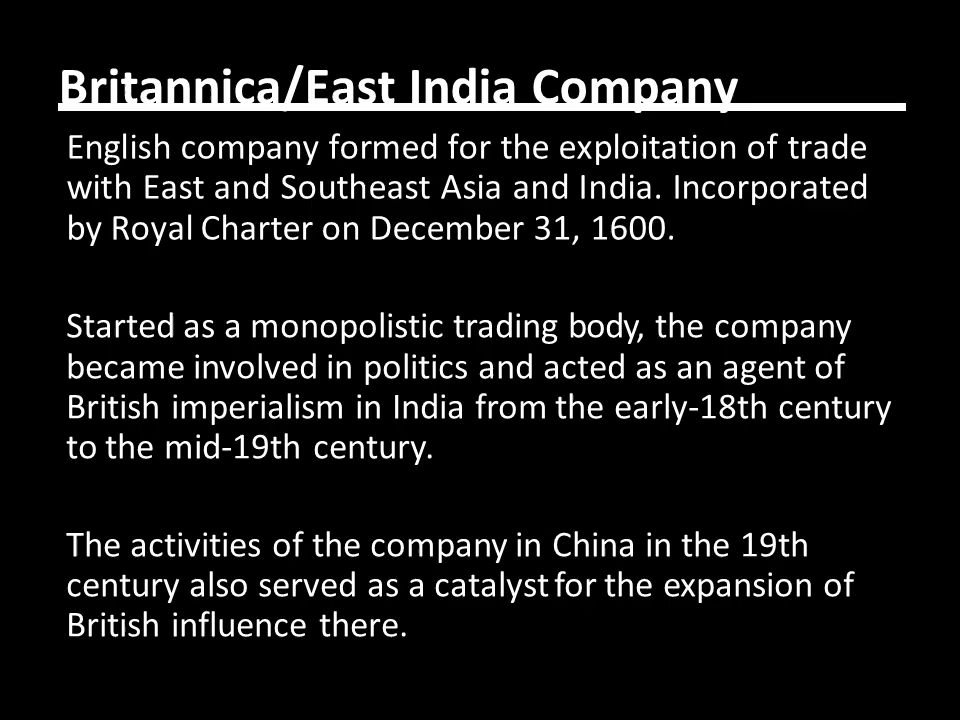 Britannica/East India Company
English company formed for the exploitation of trade
with East and Southeast Asia and India. Incorporated
by Royal Charter on December 31, 1600.
Started as a monopolistic trading body, the company
became involved in politics and acted as an agent of
British imperialism in India from the early-18th century
to the mid-19th century.
The activities of the company in China in the 19th
century also served as a catalyst for the expansion of
British influence there.